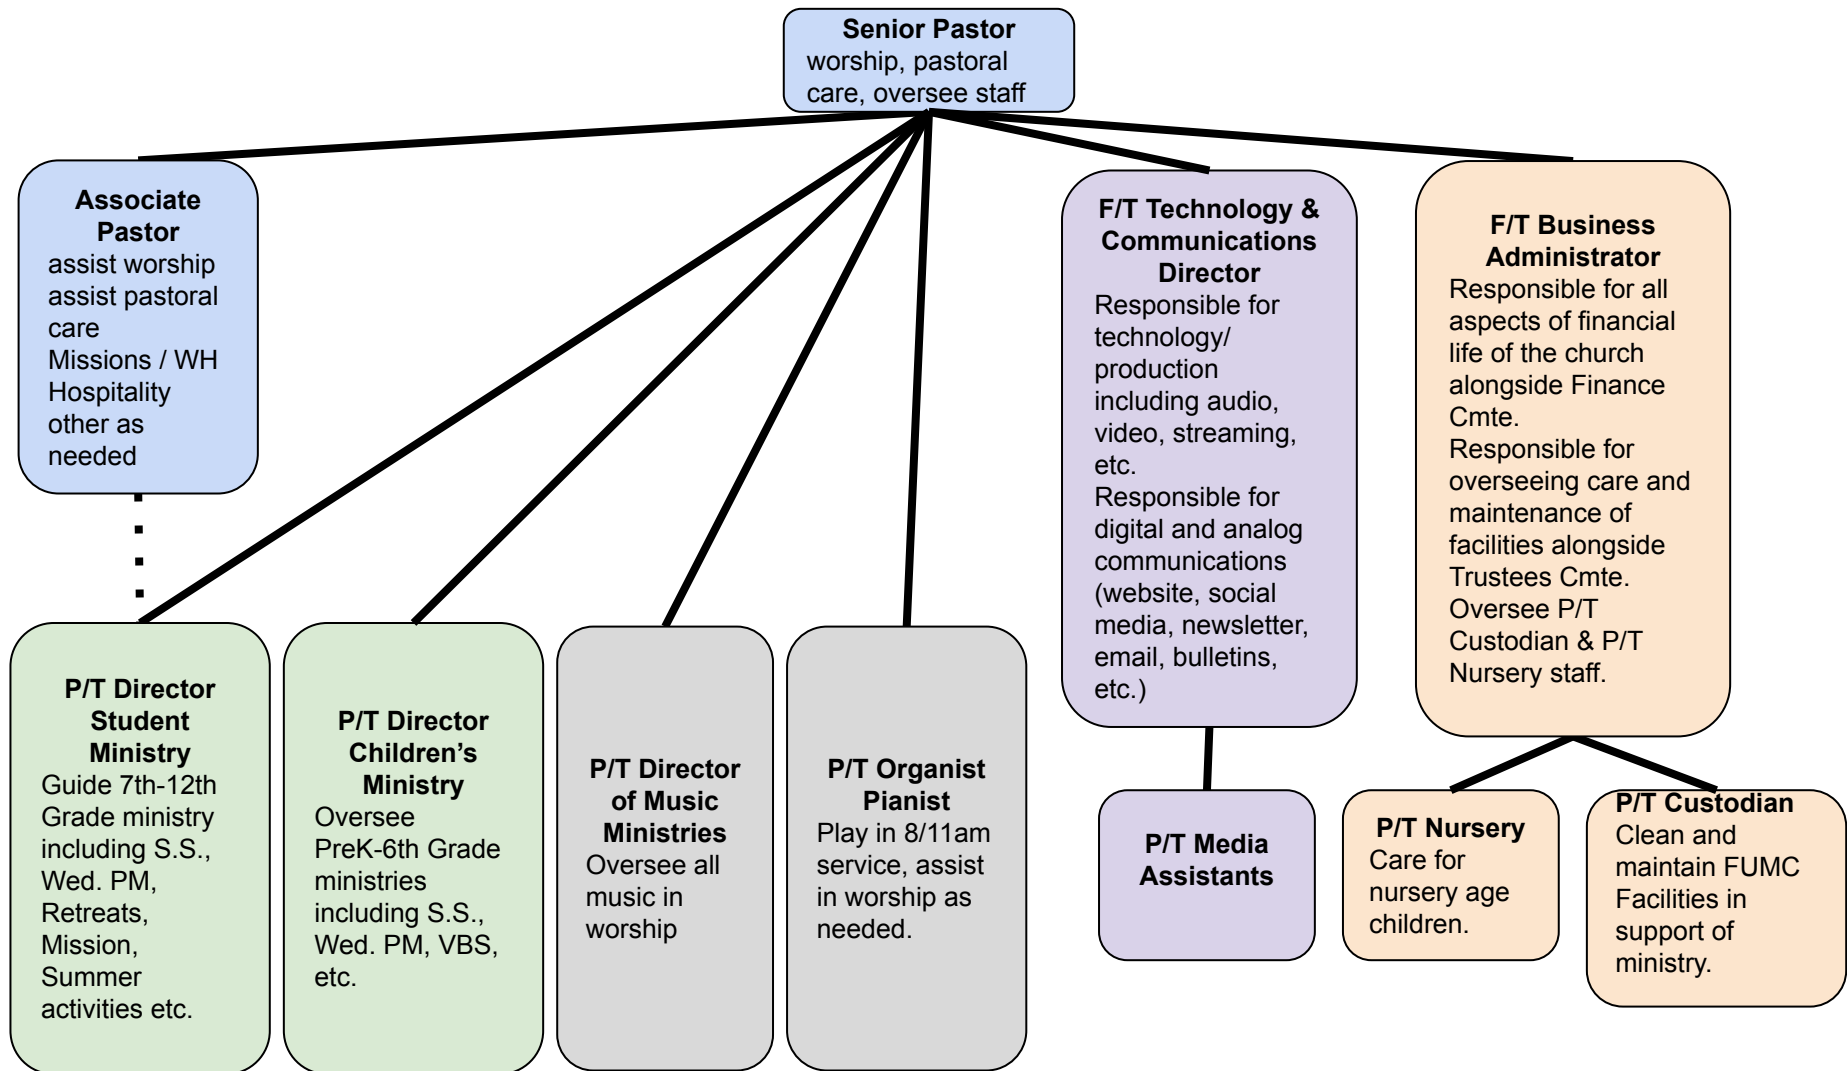 Senior Pastor
worship, pastoral
care, oversee staff
Associate
Pastor
assist worship
assist pastoral
care
Missions / WH
Hospitality
other as
needed
F/T Technology &
Communications
Director
Responsible for
technology/
production
including audio,
video, streaming,
etc.
Responsible for
digital and analog
communications
(website, social
media, newsletter,
email, bulletins,
etc.)
F/T Business
Administrator
Responsible for all
aspects of financial
life of the church
alongside Finance
Cmte.
Responsible for
overseeing care and
maintenance of
facilities alongside
Trustees Cmte.
Oversee P/T
Custodian & P/T
Nursery staff.
P/T Director
Student
Ministry
Guide 7th-12th
Grade ministry
including S.S.,
Wed. PM,
Retreats,
Mission,
Summer
activities etc.
P/T Director
Children’s
Ministry
Oversee
PreK-6th Grade
ministries
including S.S.,
Wed. PM, VBS,
etc.
P/T Director
of Music
Ministries
Oversee all
music in
worship
P/T Organist
Pianist
Play in 8/11am
service, assist
in worship as
needed.
P/T Media
Assistants
P/T Nursery
Care for
nursery age
children.
P/T Custodian
Clean and
maintain FUMC
Facilities in
support of
ministry.